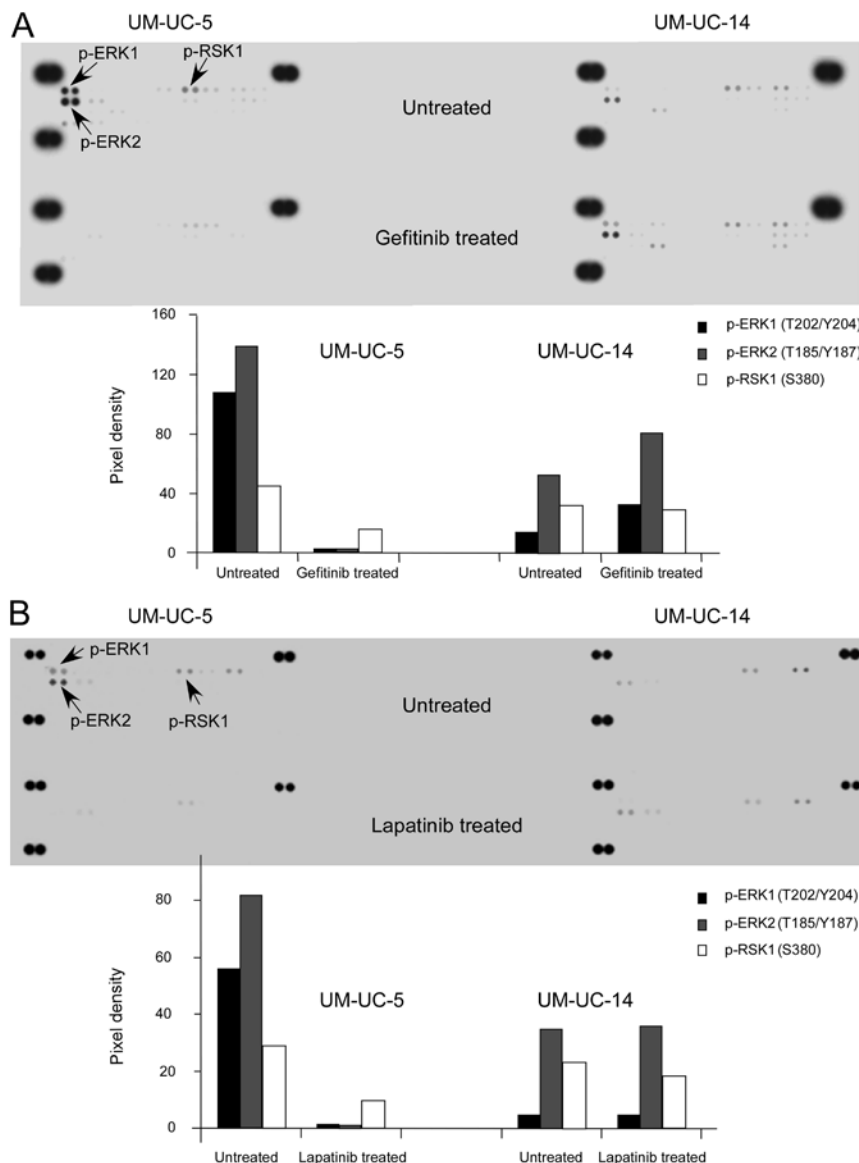 A
UM-UC-5
UM-UC-14
p-ERK1
p-RSK1
Untreated
p-ERK2
Gefitinib treated
160
120
80
40
0
Pixel density
UM-UC-5
UM-UC-14
p-ERK1 (T202/Y204)
p-ERK2 (T185/Y187)
p-RSK1 (S380)
Untreated
Gefitinib treated
Untreated
Gefitinib treated
B
UM-UC-5
UM-UC-14
p-ERK1
p-ERK2
p-RSK1
Untreated
Lapatinib treated
80
60
40
20
0
Pixel density
UM-UC-5
UM-UC-14
p-ERK1 (T202/Y204)
p-ERK2 (T185/Y187)
p-RSK1 (S380)
Untreated
Lapatinib treated
Untreated
Lapatinib treated